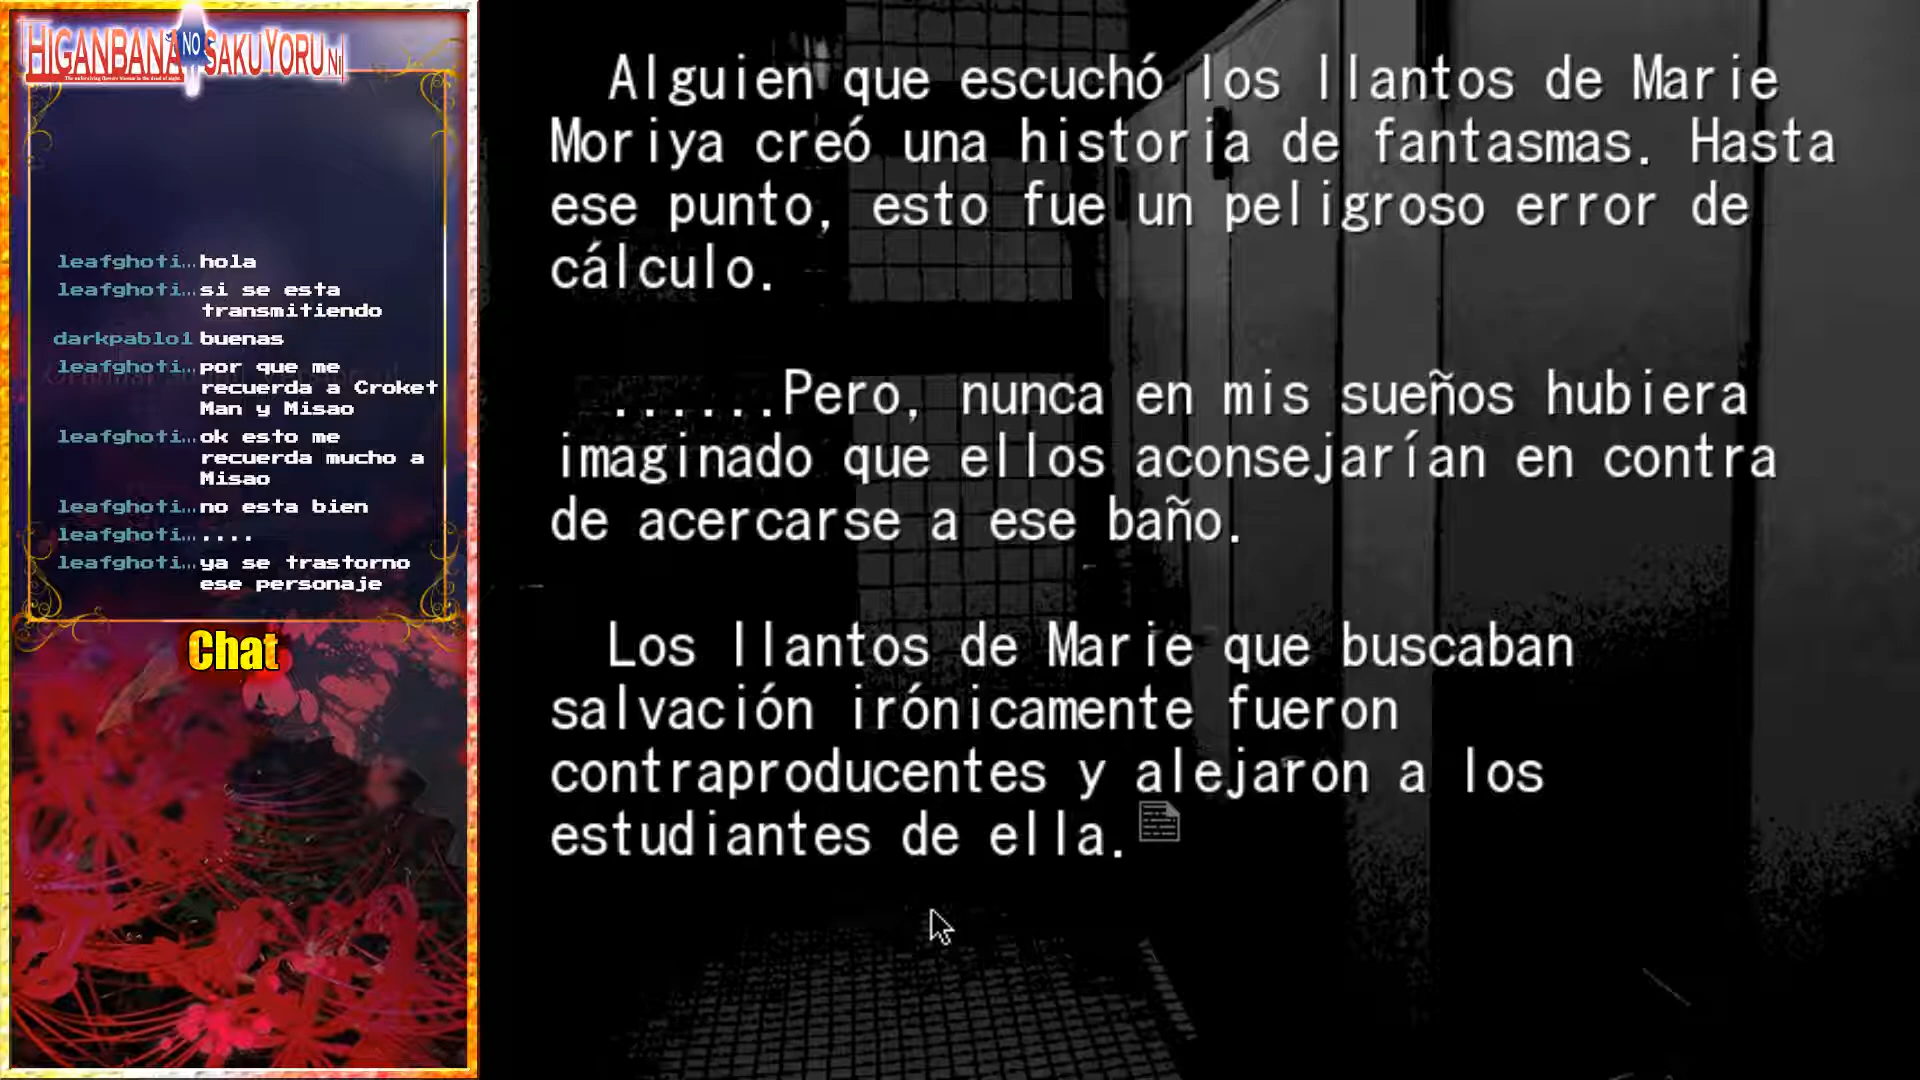 HIGANBANA NO SAKU YORU NI
leafghoti… hola
leafghoti… si se esta
transmitiendo
darkpablo1 buenas
leafghoti… por que me
recuerda a Croket
Man y Misao
leafghoti… ok esto me
recuerda mucho a
Misao
leafghoti… no esta bien
leafghoti… ....
leafghoti… ya se trastorno
ese personaje
Chat
Alguien que escuchó los llantos de Marie
Moriya creó una historia de fantasmas. Hasta
ese punto, esto fue un peligroso error de
cálculo.
......Pero, nunca en mis sueños hubiera
imaginado que ellos aconsejarían en contra
de acercarse a ese baño.
Los llantos de Marie que buscaban
salvación irónicamente fueron
contraproducentes y alejaron a los
estudiantes de ella.